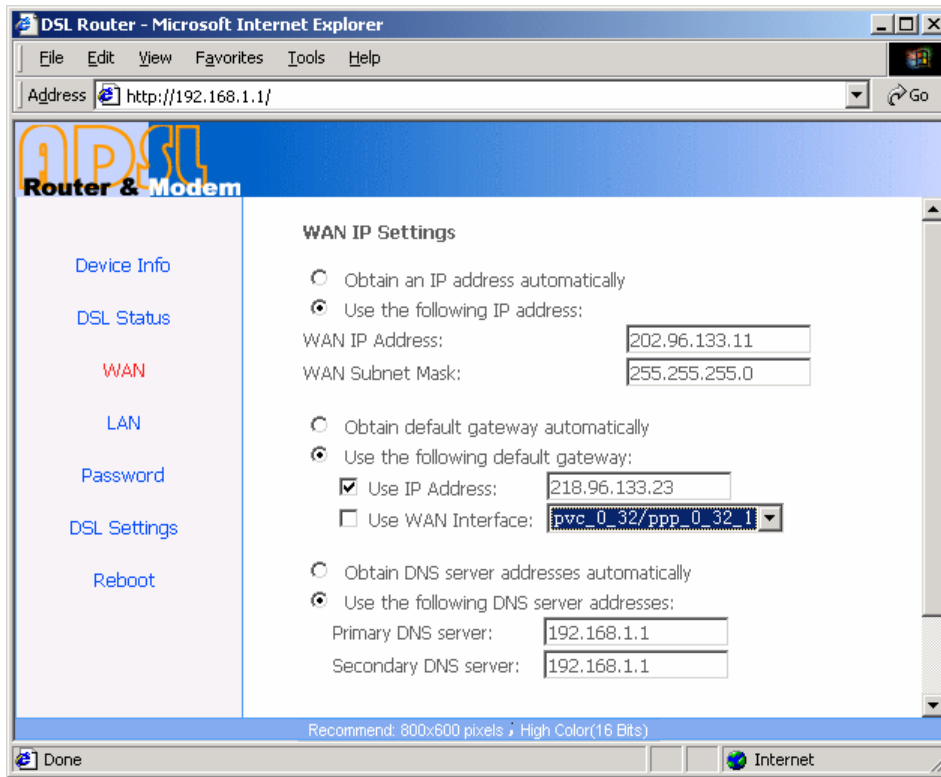 DSL Router - Microsoft Internet Explorer
File Edit View Favorites Tools Help
Address http://192.168.1.1/ Go
ADSL
Router & Modem
Device Info
DSL Status
WAN
LAN
Password
DSL Settings
Reboot
WAN IP Settings
Obtain an IP address automatically
Use the following IP address:
WAN IP Address: 202.96.133.11
WAN Subnet Mask: 255.255.255.0
Obtain default gateway automatically
Use the following default gateway:
Use IP Address: 218.96.133.23
Use WAN Interface: pvc_0_32/ppp_0_32_1
Obtain DNS server addresses automatically
Use the following DNS server addresses:
Primary DNS server: 192.168.1.1
Secondary DNS server: 192.168.1.1
Recommend: 800x600 pixels ; High Color(16 Bits)
Done Internet